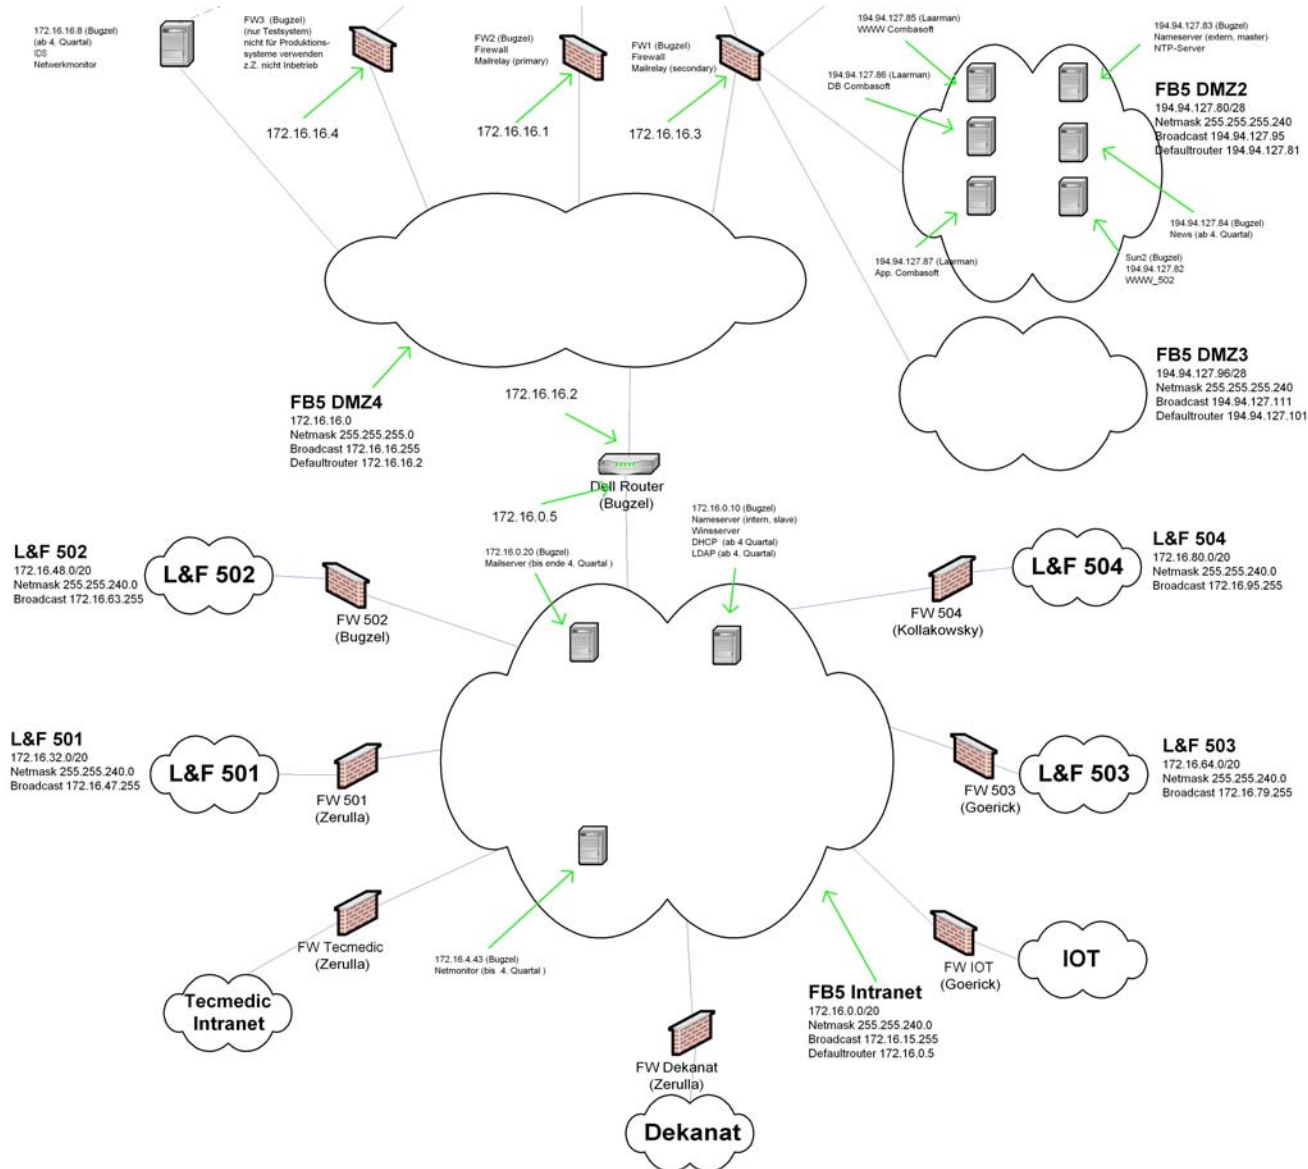 172.16.16.8 (Bugzel)
(ab 4. Quartal)
IDS
Netwerkmonitor
FW3 (Bugzel)
(nur Testsystem)
nicht für Produktions-
systeme verwenden
z.Z. nicht Inbetrieb
FW2 (Bugzel)
Firewall
Mailrelay (primary)
FW1 (Bugzel)
Firewall
Mailrelay (secondary)
194.94.127.85 (Laarman)
WWW Combasoft
194.94.127.83 (Bugzel)
Nameserver (extern, master)
NTP-Server
194.94.127.86 (Laarman)
DB Combasoft
FB5 DMZ2
194.94.127.80/28
Netmask 255.255.255.240
Broadcast 194.94.127.95
Defaultrouter 194.94.127.81
172.16.16.4
172.16.16.1
172.16.16.3
194.94.127.84 (Bugzel)
News (ab 4. Quartal)
194.94.127.87 (Laarman)
App. Combasoft
Sun2 (Bugzel)
194.94.127.82
WWW_502
FB5 DMZ3
194.94.127.96/28
Netmask 255.255.255.240
Broadcast 194.94.127.111
Defaultrouter 194.94.127.101
FB5 DMZ4
172.16.16.0
Netmask 255.255.255.0
Broadcast 172.16.16.255
Defaultrouter 172.16.16.2
172.16.16.2
Dell Router
(Bugzel)
172.16.0.5
172.16.0.10 (Bugzel)
Nameserver (intern, slave)
Winsserver
DHCP (ab 4 Quartal)
LDAP (ab 4. Quartal)
172.16.0.20 (Bugzel)
Mailserver (bis ende 4. Quartal )
L&F 502
172.16.48.0/20
Netmask 255.255.240.0
Broadcast 172.16.63.255
L&F 502
FW 502
(Bugzel)
L&F 504
FW 504
(Kollakowsky)
L&F 504
172.16.80.0/20
Netmask 255.255.240.0
Broadcast 172.16.95.255
L&F 501
172.16.32.0/20
Netmask 255.255.240.0
Broadcast 172.16.47.255
L&F 501
FW 501
(Zerulla)
FW 503
(Goerick)
L&F 503
L&F 503
172.16.64.0/20
Netmask 255.255.240.0
Broadcast 172.16.79.255
FW Tecmedic
(Zerulla)
Tecmedic
Intranet
172.16.4.43 (Bugzel)
Netmonitor (bis 4. Quartal )
FW IOT
(Goerick)
IOT
FB5 Intranet
172.16.0.0/20
Netmask 255.255.240.0
Broadcast 172.16.15.255
Defaultrouter 172.16.0.5
FW Dekanat
(Zerulla)
Dekanat